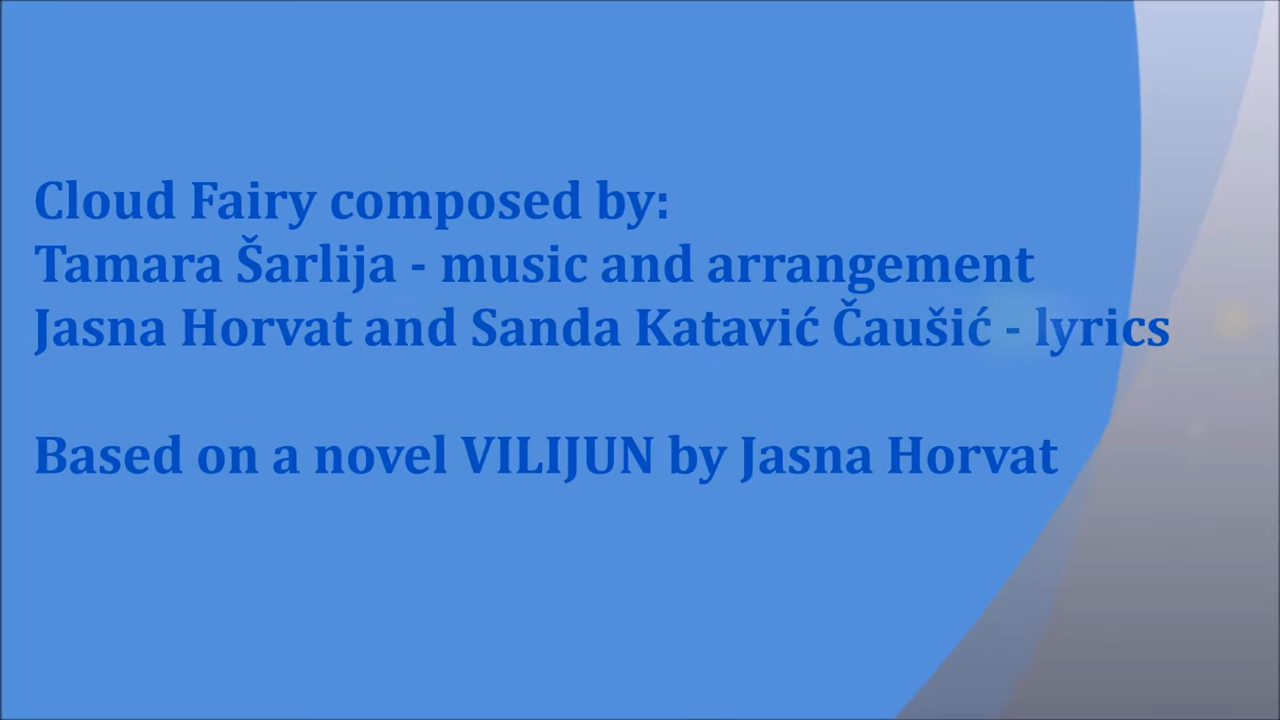 Cloud Fairy composed by:
Tamara Šarlija - music and arrangement
Jasna Horvat and Sanda Katavić Čaušić - lyrics
Based on a novel VILIJUN by Jasna Horvat